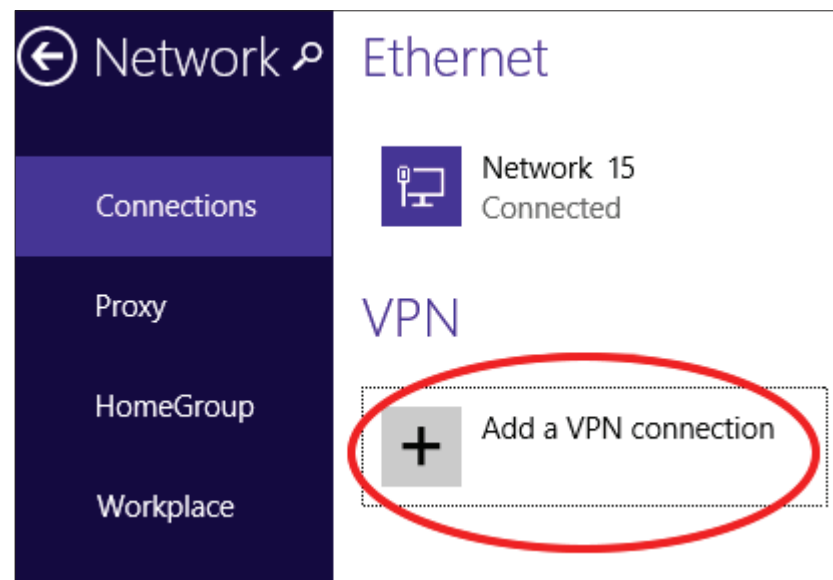 Network
Connections
Proxy
HomeGroup
Workplace
Ethernet
Network 15
Connected
VPN
Add a VPN connection